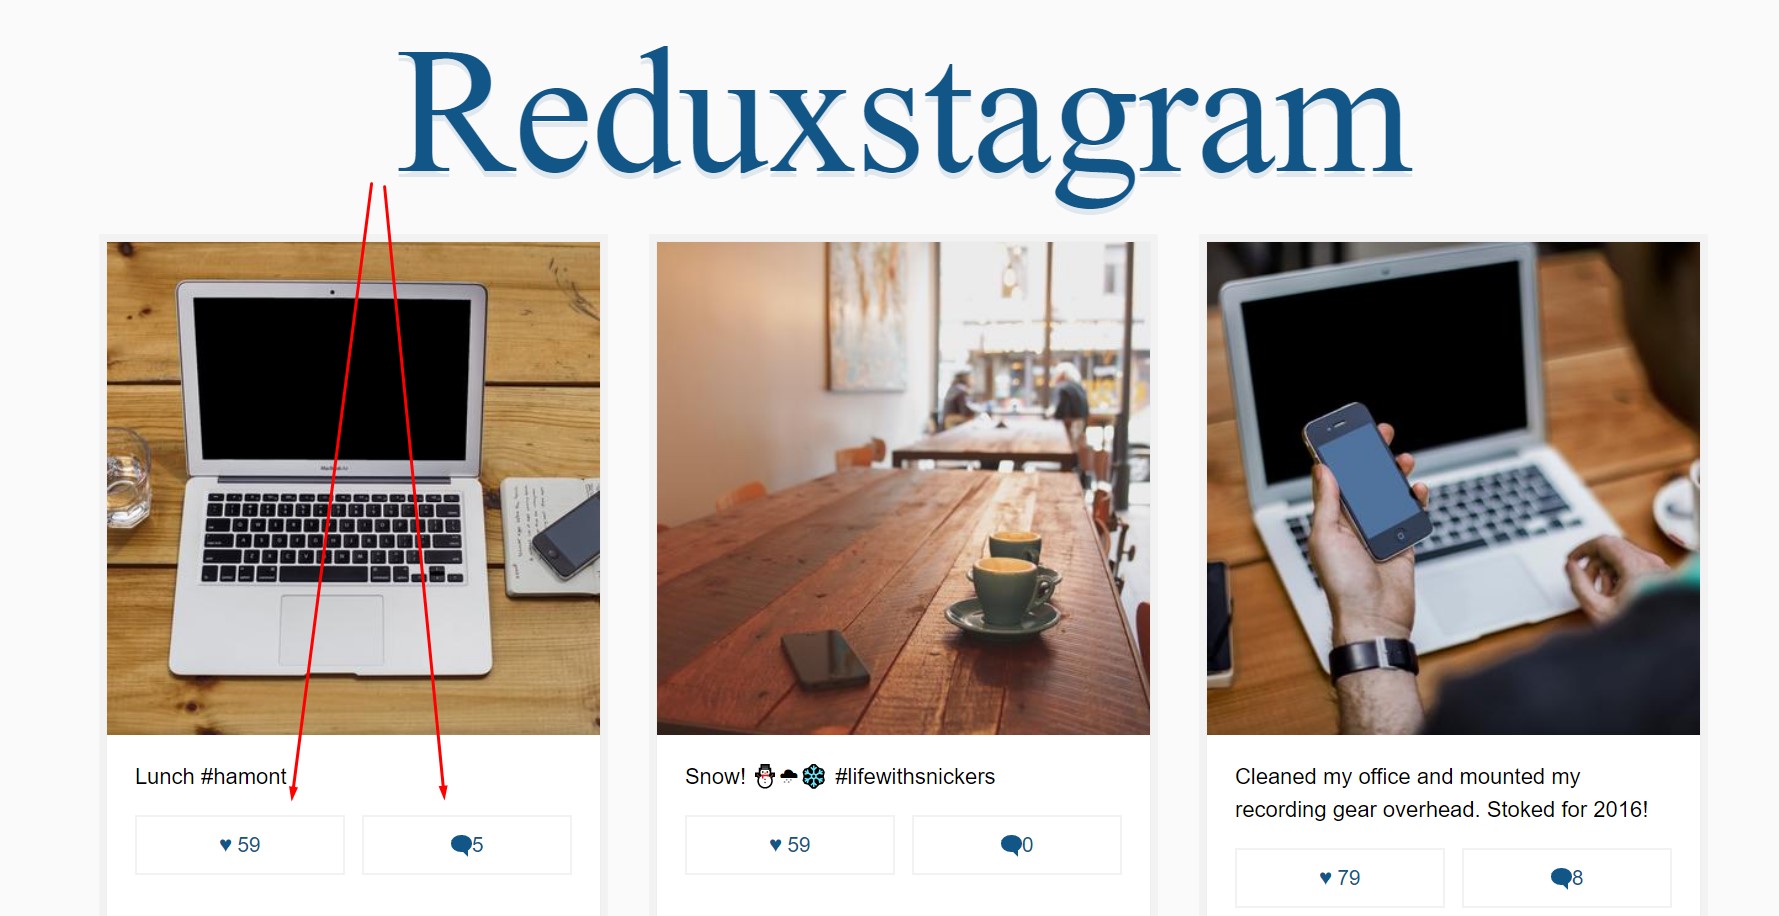 Reduxstagram
Lunch #hamont
♥ 59
5
Snow! ⛄🌨❄ #lifewithsnickers
♥ 59
0
Cleaned my office and mounted my
recording gear overhead. Stoked for 2016!
♥ 79
8